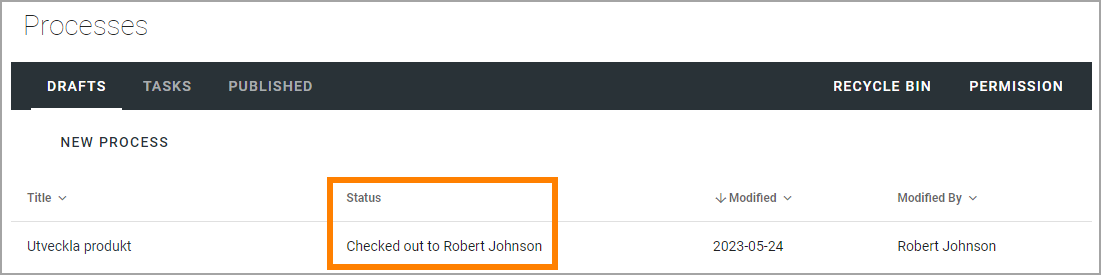 Processes
DRAFTS TASKS PUBLISHED RECYCLE BIN PERMISSION
NEW PROCESS
Title Status Modified Modified By
Utveckla produkt Checked out to Robert Johnson 2023-05-24 Robert Johnson